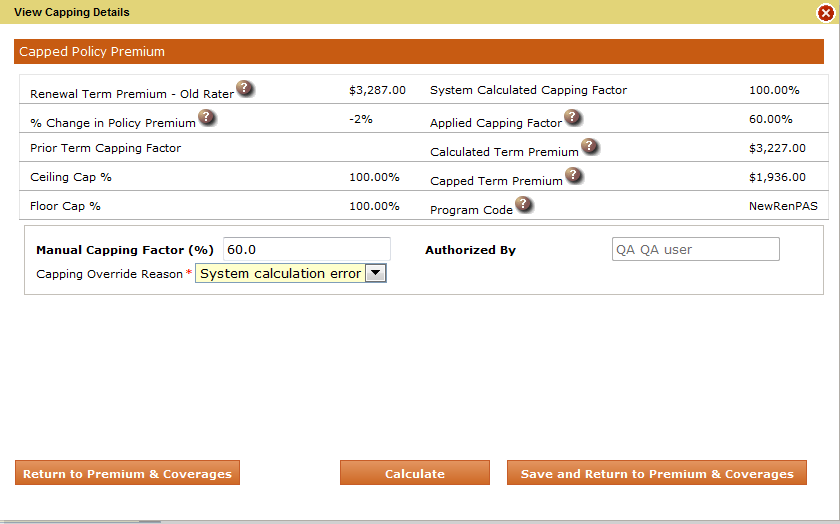 View Capping Details
Capped Policy Premium
Renewal Term Premium - Old Rater ? $3,287.00 System Calculated Capping Factor 100.00%
% Change in Policy Premium ? -2% Applied Capping Factor ? 60.00%
Prior Term Capping Factor Calculated Term Premium ? $3,227.00
Ceiling Cap % 100.00% Capped Term Premium ? $1,936.00
Floor Cap % 100.00% Program Code ? NewRenPAS
Manual Capping Factor (%) 60.0 Authorized By QA QA user
Capping Override Reason * System calculation error
Return to Premium & Coverages Calculate Save and Return to Premium & Coverages